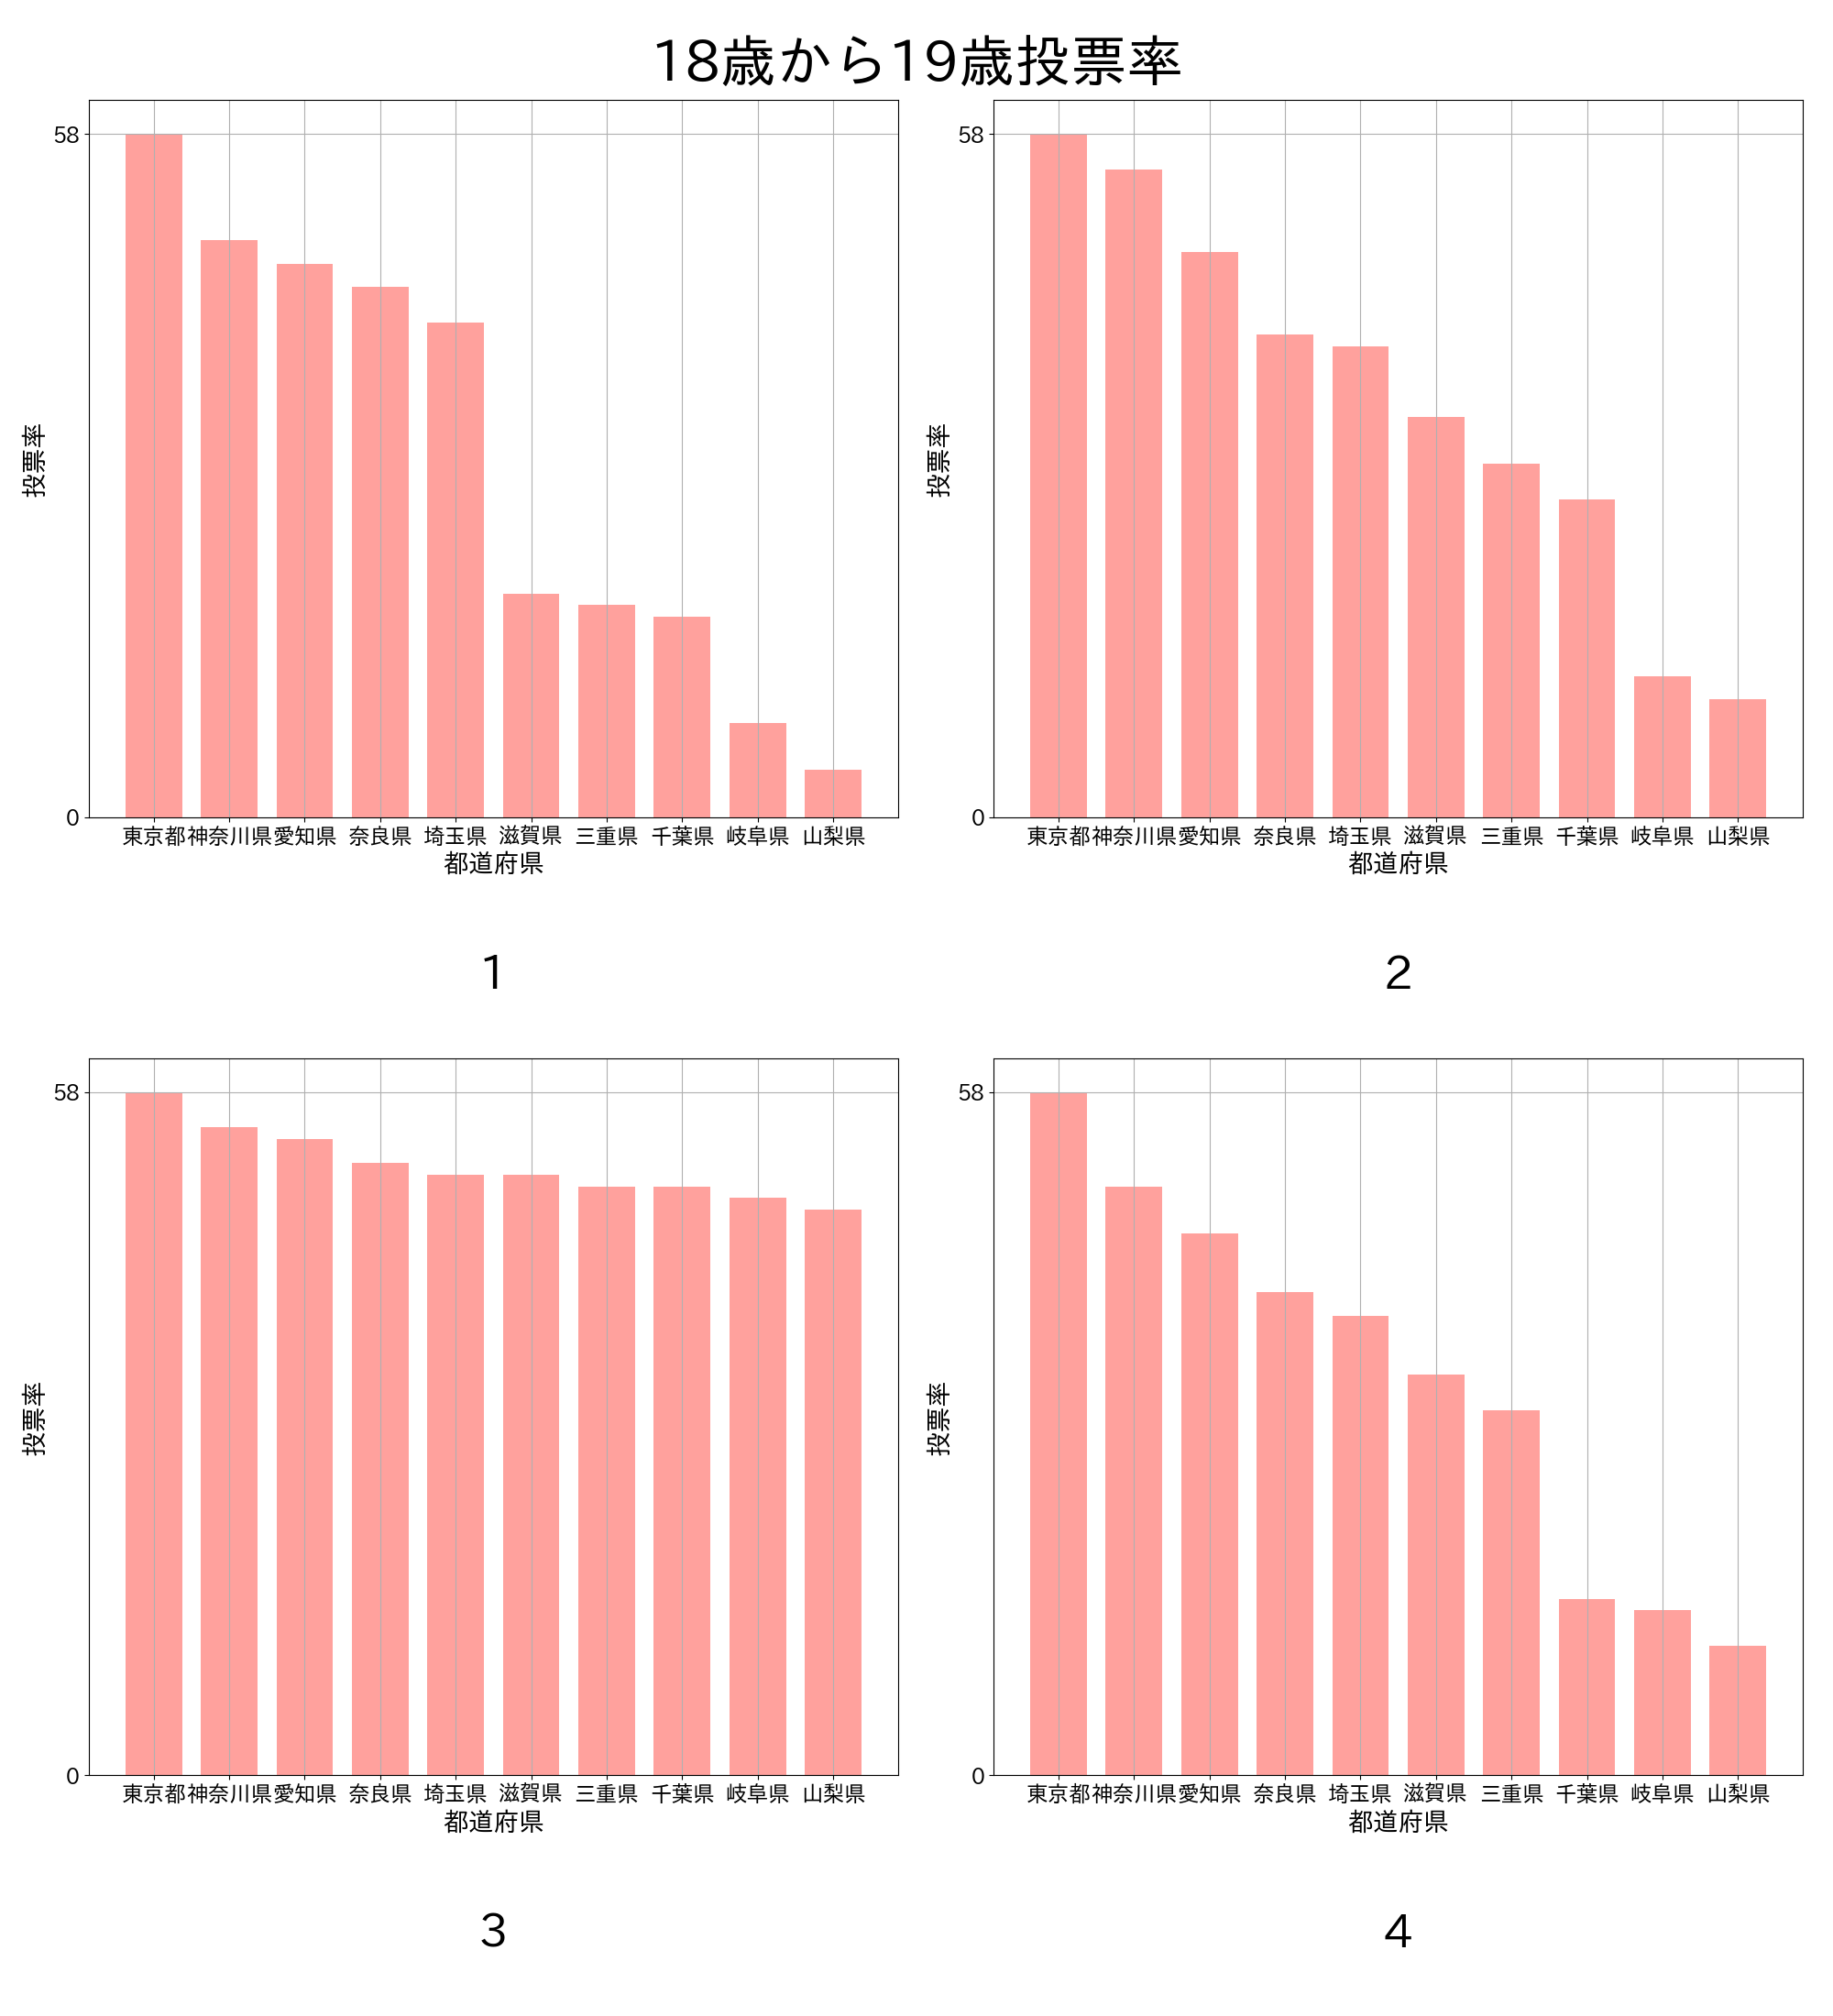 18歳から19歳投票率
58
0
投票率
東京都 神奈川県 愛知県 奈良県 埼玉県 滋賀県 三重県 千葉県 岐阜県 山梨県
都道府県
1
58
0
投票率
東京都 神奈川県 愛知県 奈良県 埼玉県 滋賀県 三重県 千葉県 岐阜県 山梨県
都道府県
2
58
0
投票率
東京都 神奈川県 愛知県 奈良県 埼玉県 滋賀県 三重県 千葉県 岐阜県 山梨県
都道府県
3
58
0
投票率
東京都 神奈川県 愛知県 奈良県 埼玉県 滋賀県 三重県 千葉県 岐阜県 山梨県
都道府県
4